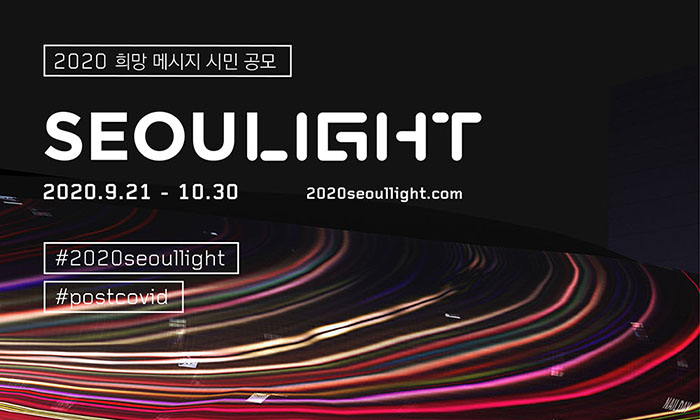 2020 희망 메시지 시민 공모
SEOULIGHT
2020.9.21 - 10.30 2020seoullight.com
#2020seoullight
#postcovid